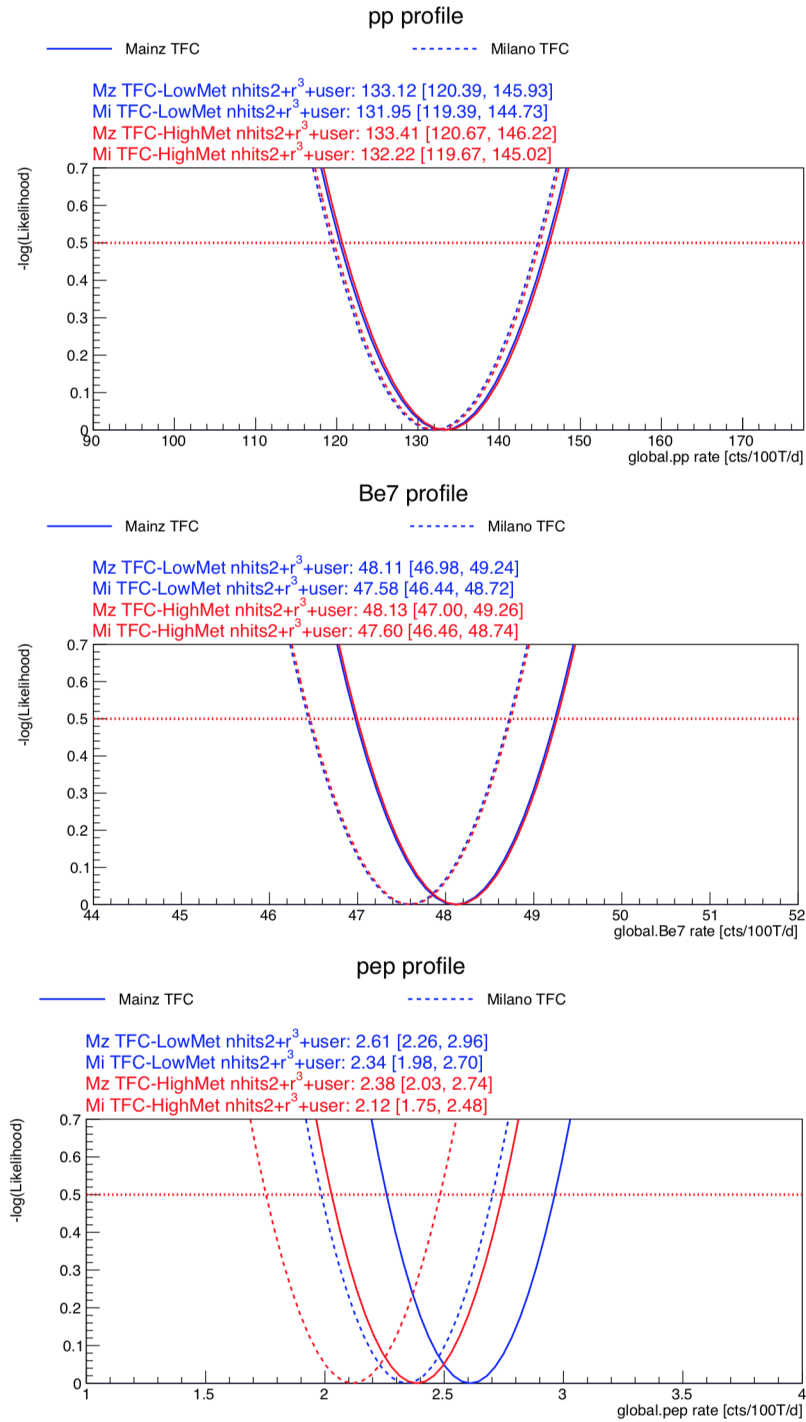 pp profile
Mainz TFC Milano TFC
Mz TFC-LowMet nhits2+r³+user: 133.12 [120.39, 145.93]
Mi TFC-LowMet nhits2+r³+user: 131.95 [119.39, 144.73]
Mz TFC-HighMet nhits2+r³+user: 133.41 [120.67, 146.22]
Mi TFC-HighMet nhits2+r³+user: 132.22 [119.67, 145.02]
-log(Likelihood)
0.7
0.6
0.5
0.4
0.3
0.2
0.1
0
90 100 110 120 130 140 150 160 170
global.pp rate [cts/100T/d]
Be7 profile
Mainz TFC Milano TFC
Mz TFC-LowMet nhits2+r³+user: 48.11 [46.98, 49.24]
Mi TFC-LowMet nhits2+r³+user: 47.58 [46.44, 48.72]
Mz TFC-HighMet nhits2+r³+user: 48.13 [47.00, 49.26]
Mi TFC-HighMet nhits2+r³+user: 47.60 [46.46, 48.74]
-log(Likelihood)
0.7
0.6
0.5
0.4
0.3
0.2
0.1
0
44 45 46 47 48 49 50 51 52
global.Be7 rate [cts/100T/d]
pep profile
Mainz TFC Milano TFC
Mz TFC-LowMet nhits2+r³+user: 2.61 [2.26, 2.96]
Mi TFC-LowMet nhits2+r³+user: 2.34 [1.98, 2.70]
Mz TFC-HighMet nhits2+r³+user: 2.38 [2.03, 2.74]
Mi TFC-HighMet nhits2+r³+user: 2.12 [1.75, 2.48]
-log(Likelihood)
0.7
0.6
0.5
0.4
0.3
0.2
0.1
0
1 1.5 2 2.5 3 3.5 4
global.pep rate [cts/100T/d]